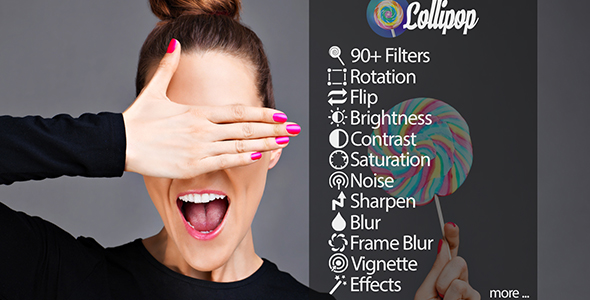 Lollipop
90+ Filters
Rotation
Flip
Brightness
Contrast
Saturation
Noise
Sharpen
Blur
Frame Blur
Vignette
Effects
more ...